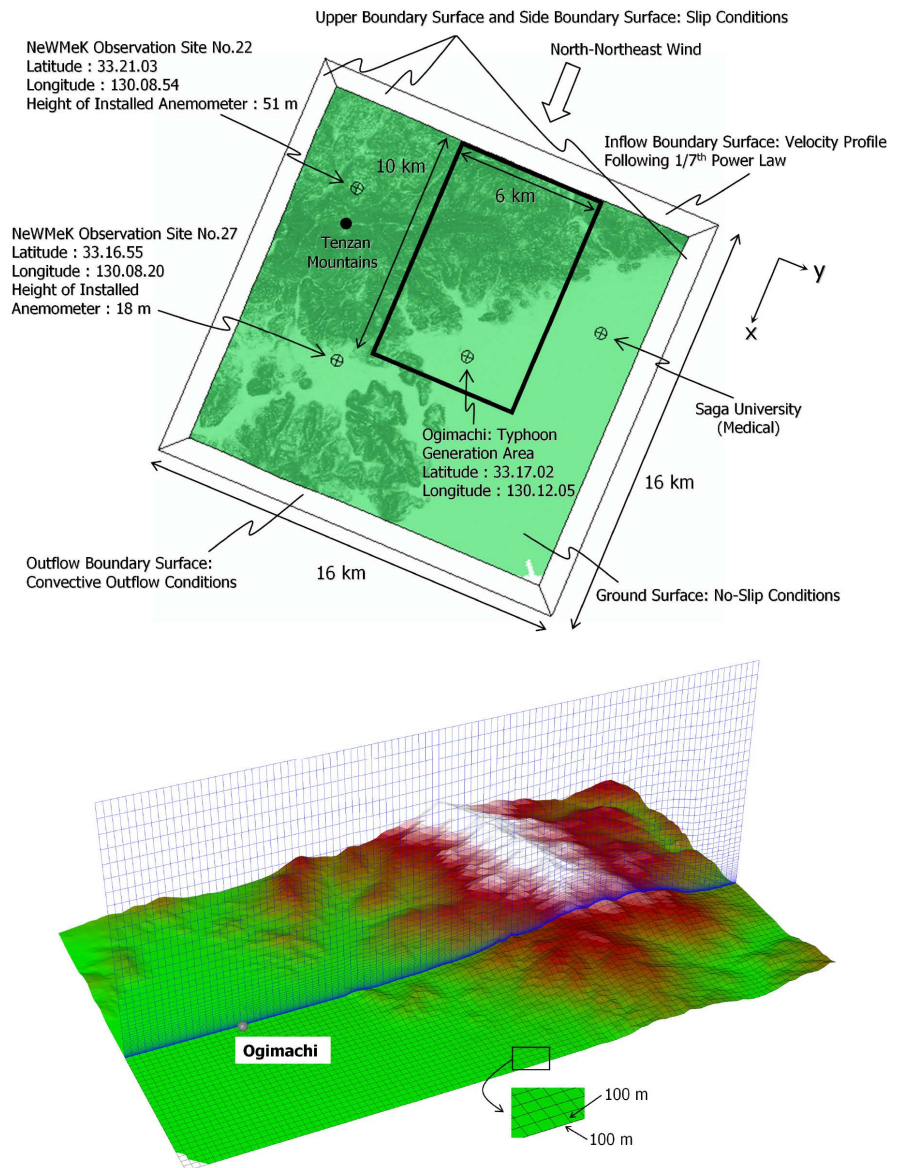 Upper Boundary Surface and Side Boundary Surface: Slip Conditions
NeWMeK Observation Site No.22
Latitude : 33.21.03
Longitude : 130.08.54
Height of Installed Anemometer : 51 m
North-Northeast Wind
Inflow Boundary Surface: Velocity Profile
Following 1/7th Power Law
10 km
6 km
NeWMeK Observation Site No.27
Latitude : 33.16.55
Longitude : 130.08.20
Height of Installed
Anemometer : 18 m
Tenzan
Mountains
y
x
Saga University
(Medical)
Ogimachi: Typhoon
Generation Area
Latitude : 33.17.02
Longitude : 130.12.05
16 km
Outflow Boundary Surface:
Convective Outflow Conditions
16 km
Ground Surface: No-Slip Conditions
Ogimachi
100 m
100 m